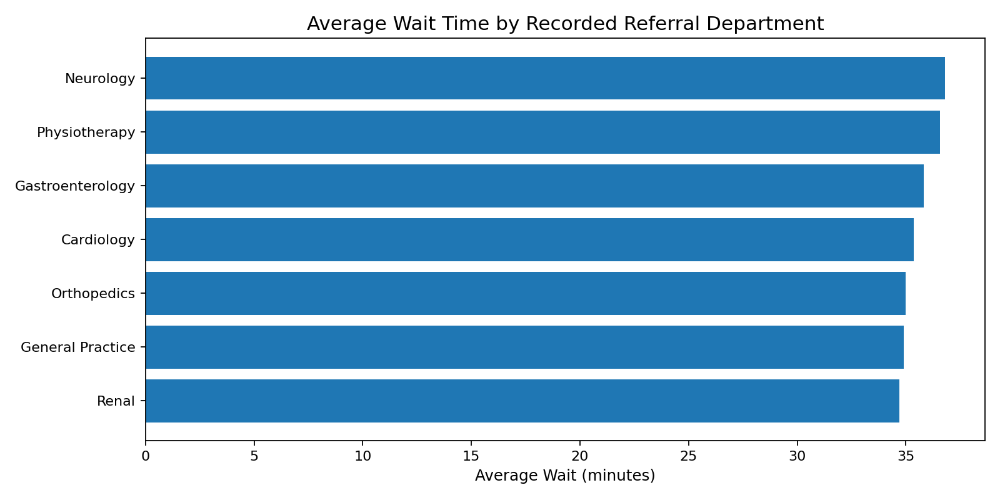 Average Wait Time by Recorded Referral Department
Neurology
Physiotherapy
Gastroenterology
Cardiology
Orthopedics
General Practice
Renal
0 5 10 15 20 25 30 35
Average Wait (minutes)